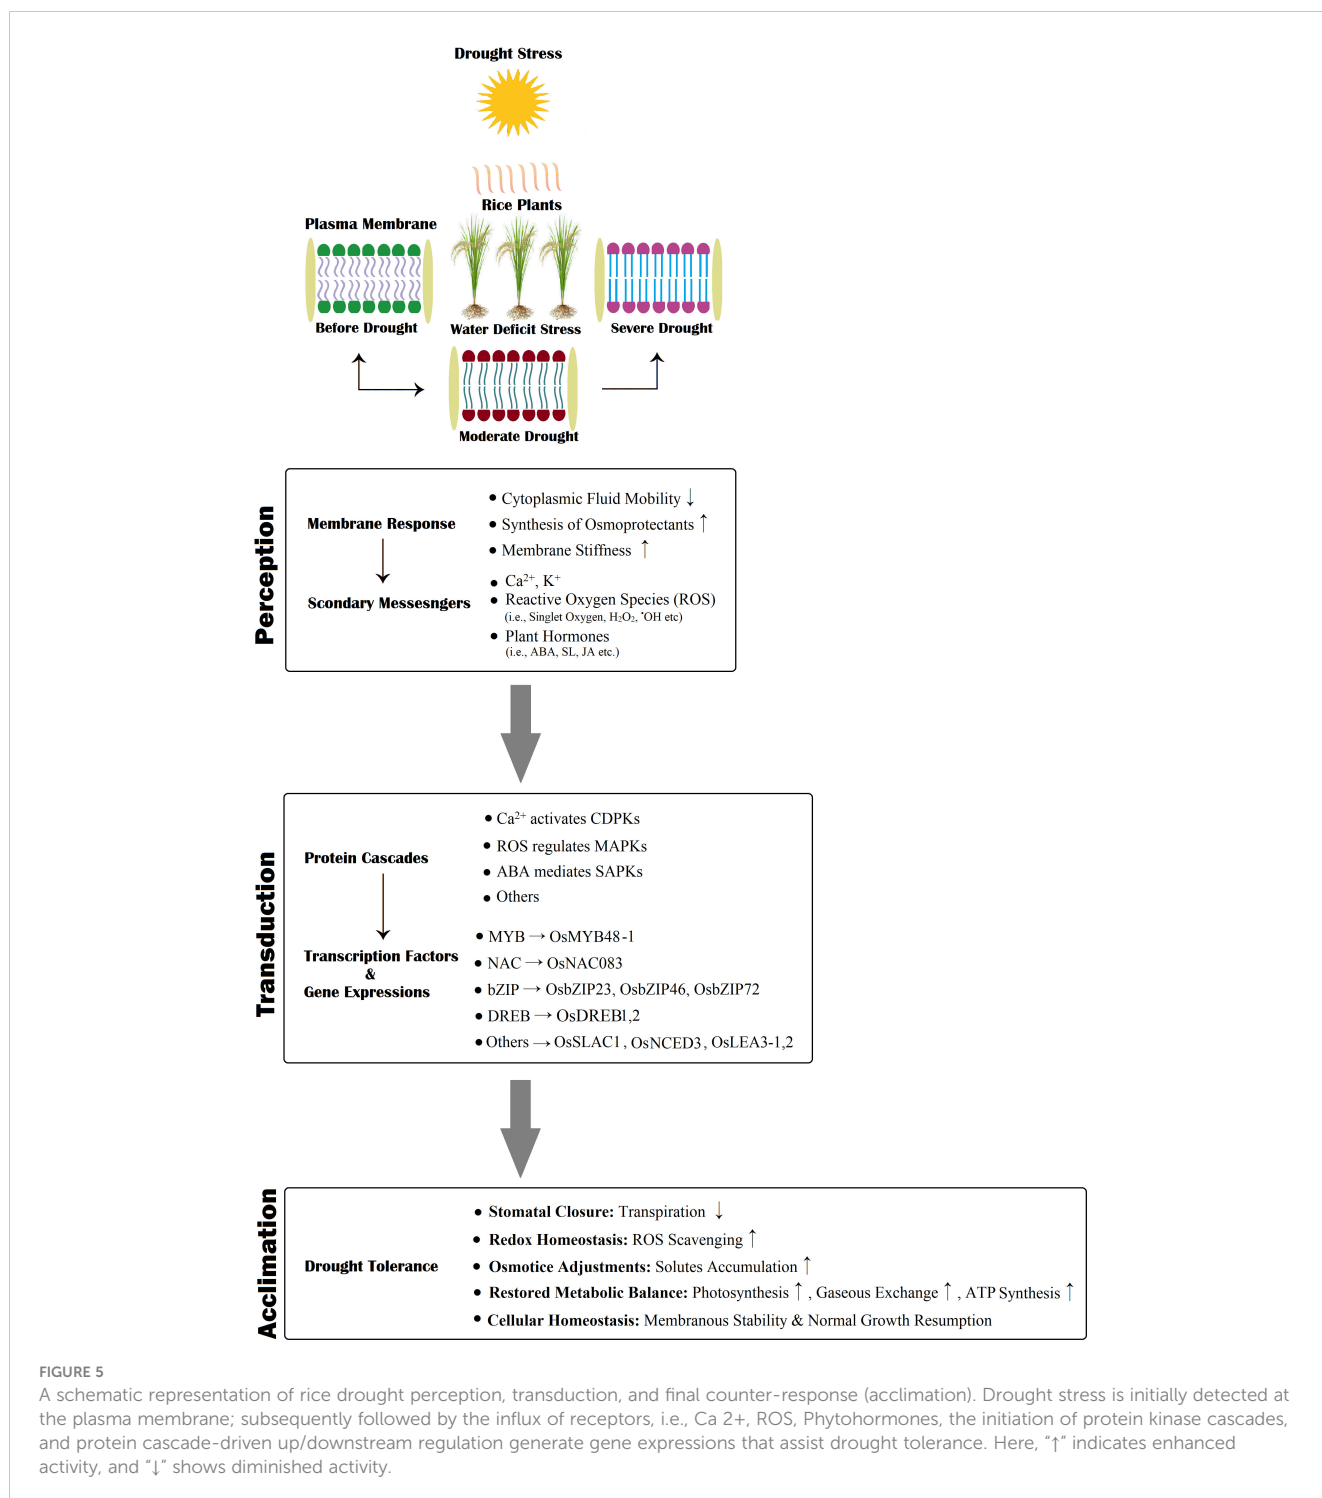 Drought Stress
Rice Plants
Plasma Membrane
Before Drought
Water Deficit Stress
Severe Drought
Moderate Drought
Perception
Membrane Response
• Cytoplasmic Fluid Mobility ↓
• Synthesis of Osmoprotectants ↑
• Membrane Stiffness ↑
Scondary Messesngers
• Ca²⁺, K⁺
• Reactive Oxygen Species (ROS)
(i.e., Singlet Oxygen, H₂O₂, •OH etc)
• Plant Hormones
(i.e., ABA, SL, JA etc.)
Transduction
Protein Cascades
• Ca²⁺ activates CDPKs
• ROS regulates MAPKs
• ABA mediates SAPKs
• Others
Transcription Factors
&
Gene Expressions
• MYB → OsMYB48-1
• NAC → OsNAC083
• bZIP → OsbZIP23, OsbZIP46, OsbZIP72
• DREB → OsDREB1,2
• Others → OsSLAC1, OsNCED3, OsLEA3-1,2
Acclimation
Drought Tolerance
• Stomatal Closure: Transpiration ↓
• Redox Homeostasis: ROS Scavenging ↑
• Osmotice Adjustments: Solutes Accumulation ↑
• Restored Metabolic Balance: Photosynthesis ↑ , Gaseous Exchange ↑ , ATP Synthesis ↑
• Cellular Homeostasis: Membranous Stability & Normal Growth Resumption
FIGURE 5
A schematic representation of rice drought perception, transduction, and final counter-response (acclimation). Drought stress is initially detected at
the plasma membrane; subsequently followed by the influx of receptors, i.e., Ca 2+, ROS, Phytohormones, the initiation of protein kinase cascades,
and protein cascade-driven up/downstream regulation generate gene expressions that assist drought tolerance. Here, “↑” indicates enhanced
activity, and “↓” shows diminished activity.